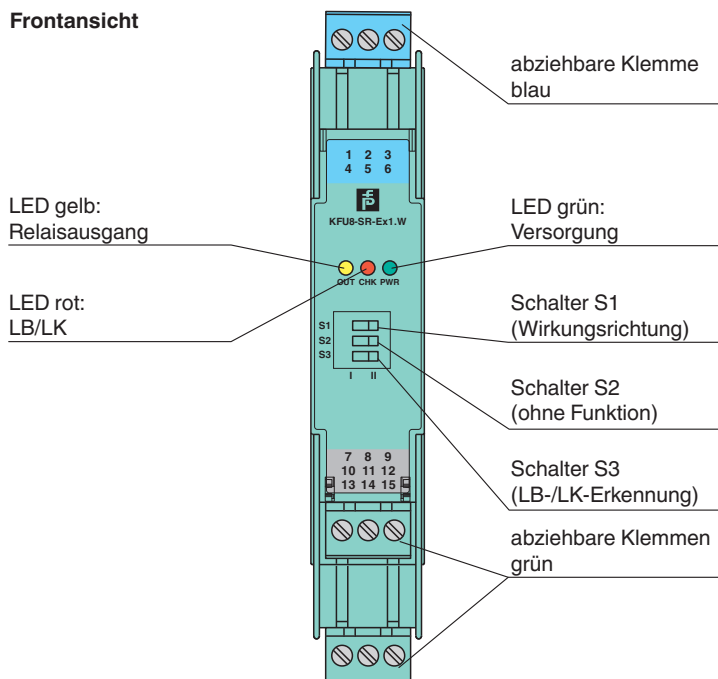 Frontansicht
abziehbare Klemme
blau
1 2 3
4 5 6
KFU8-SR-Ex1.W
LED gelb:
Relaisausgang
LED grün:
Versorgung
OUT CHK PWR
LED rot:
LB/LK
Schalter S1
(Wirkungsrichtung)
S1
S2
S3
I II
Schalter S2
(ohne Funktion)
Schalter S3
(LB-/LK-Erkennung)
7 8 9
10 11 12
13 14 15
abziehbare Klemmen
grün